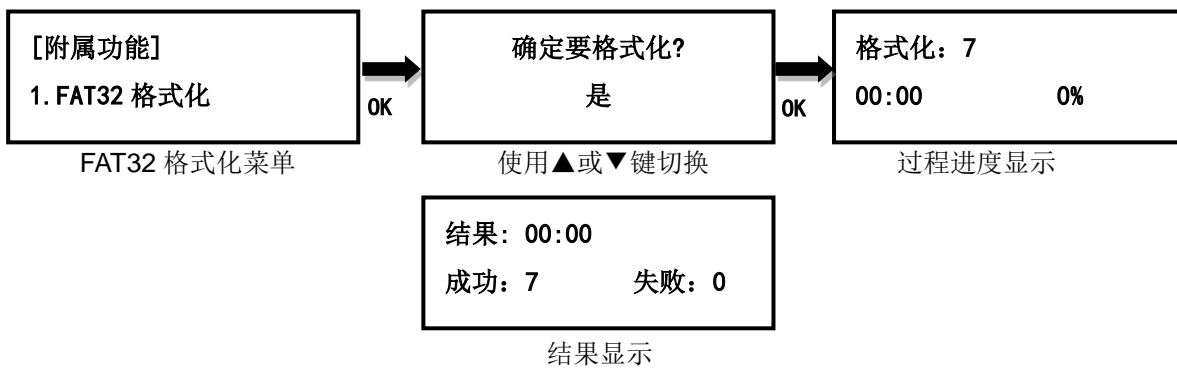 [附属功能]
1.FAT32 格式化
OK
确定要格式化?
是
OK
格式化：7
00:00 0%
FAT32 格式化菜单
使用▲或▼键切换
过程进度显示
结果: 00:00
成功：7 失败：0
结果显示